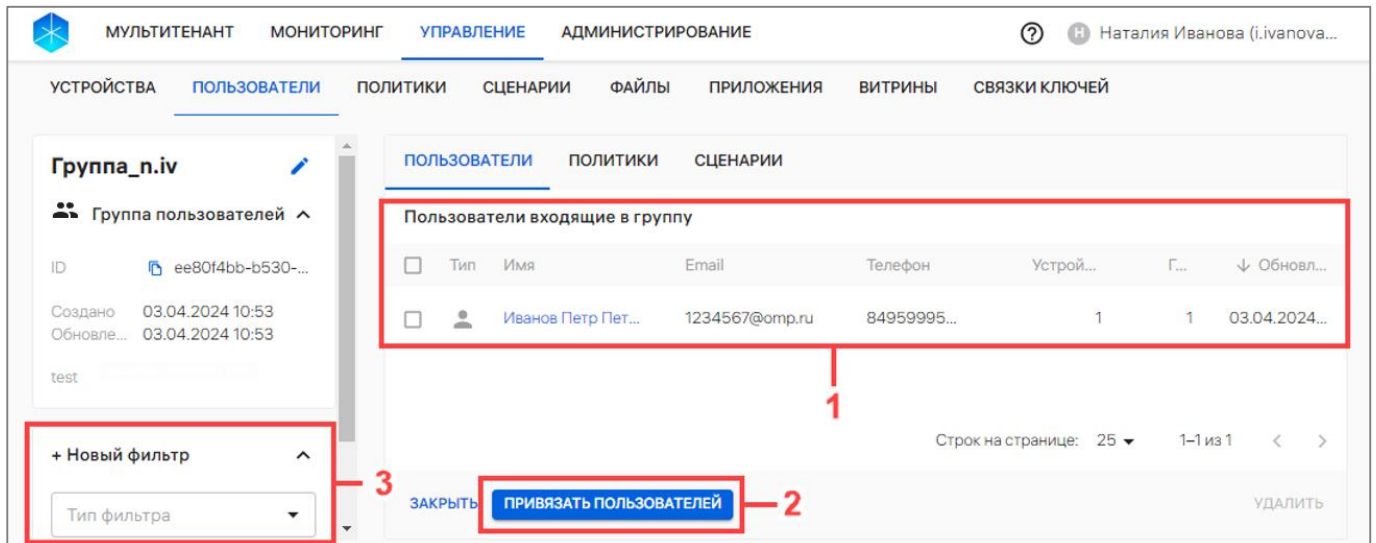 МУЛЬТИТЕНАНТ МОНИТОРИНГ УПРАВЛЕНИЕ АДМИНИСТРИРОВАНИЕ ? Н Наталия Иванова (i.ivanova...
УСТРОЙСТВА ПОЛЬЗОВАТЕЛИ ПОЛИТИКИ СЦЕНАРИИ ФАЙЛЫ ПРИЛОЖЕНИЯ ВИТРИНЫ СВЯЗКИ КЛЮЧЕЙ
Группа_n.iv
Группа пользователей
ID ee80f4bb-b530-...
Создано 03.04.2024 10:53
Обновле... 03.04.2024 10:53
test
+ Новый фильтр
Тип фильтра
3
ПОЛЬЗОВАТЕЛИ ПОЛИТИКИ СЦЕНАРИИ
Пользователи входящие в группу
Тип Имя Email Телефон Устрой... Г... ↓ Обновл...
Иванов Петр Пет... 1234567@omp.ru 84959995... 1 1 03.04.2024...
1
Строк на странице: 25 1–1 из 1 < >
ЗАКРЫТЬ ПРИВЯЗАТЬ ПОЛЬЗОВАТЕЛЕЙ 2 УДАЛИТЬ